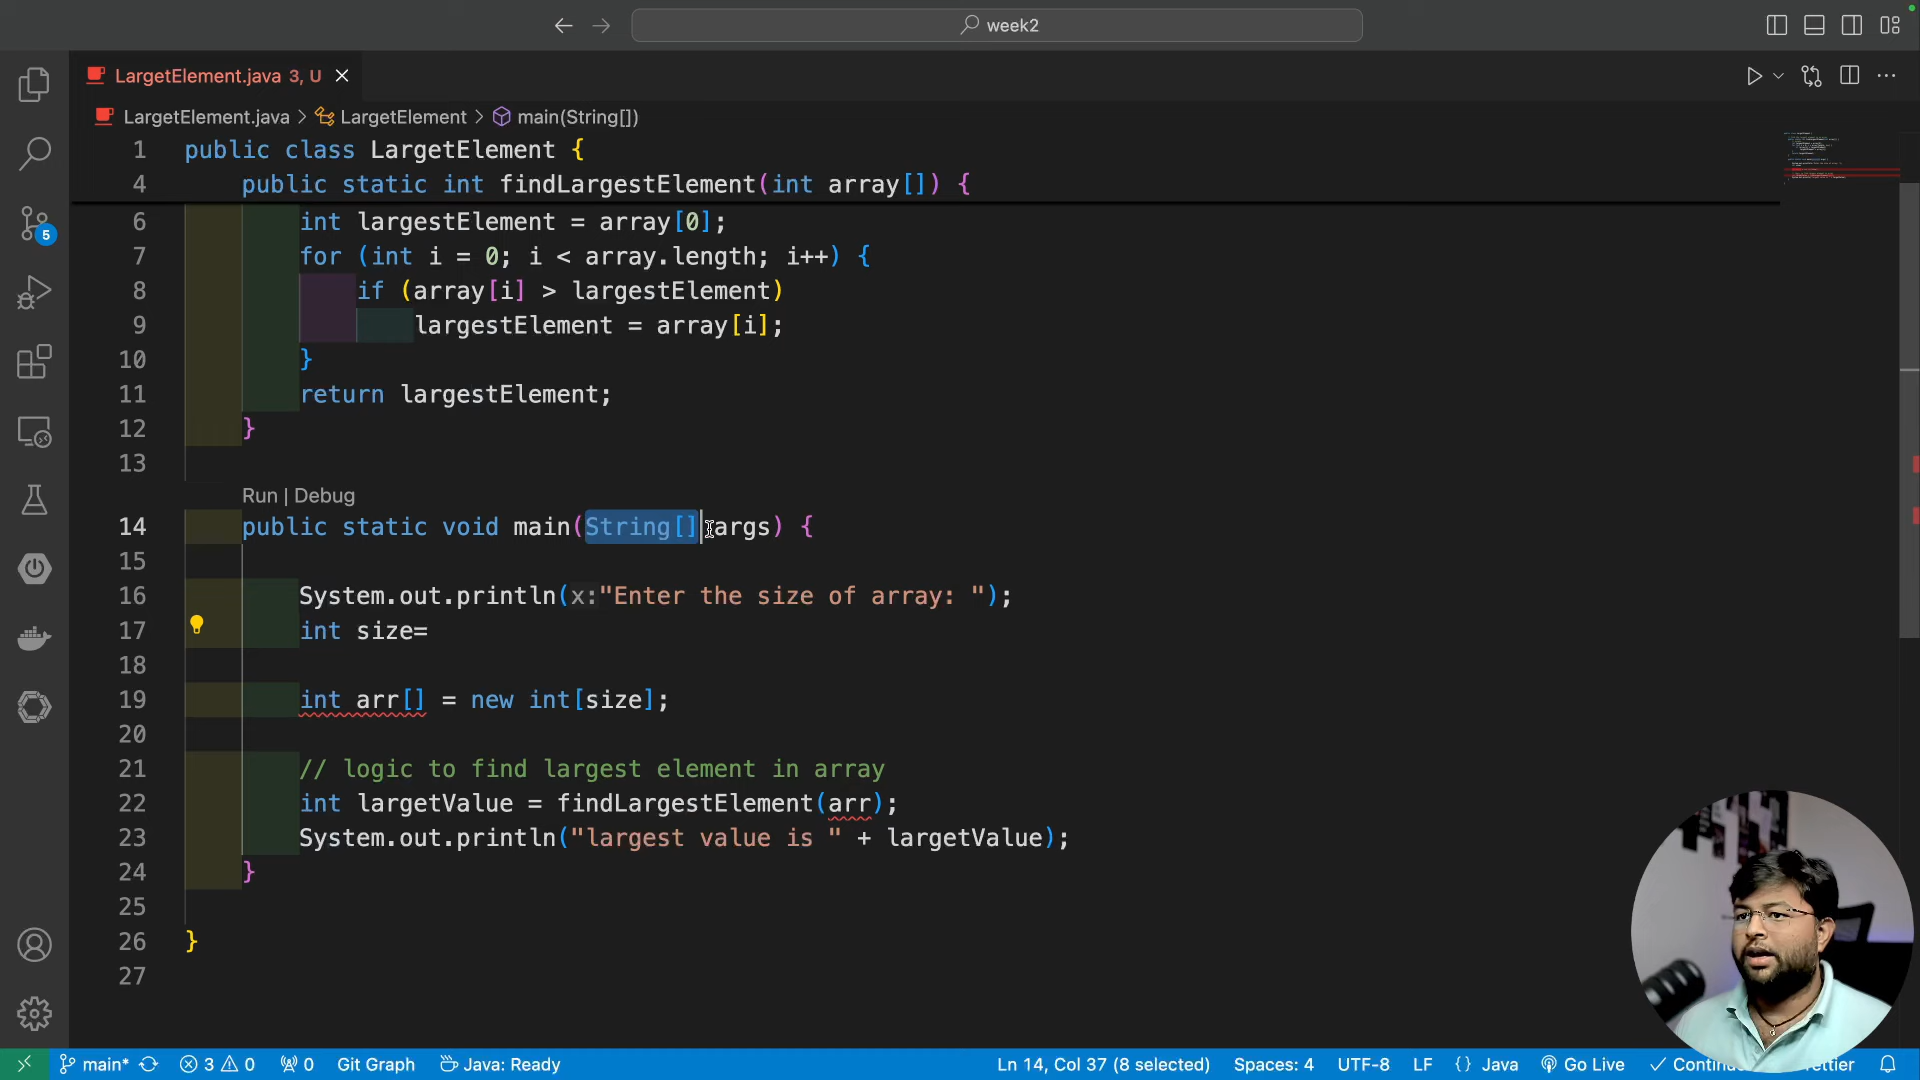 week2
LargetElement.java 3, U
LargetElement.java > LargetElement > main(String[])
1 public class LargetElement {
4 public static int findLargestElement(int array[]) {
6 int largestElement = array[0];
7 for (int i = 0; i < array.length; i++) {
8 if (array[i] > largestElement)
9 largestElement = array[i];
10 }
11 return largestElement;
12 }
13
Run | Debug
14 public static void main(String[] args) {
15
16 System.out.println(x:"Enter the size of array: ");
17 int size=
18
19 int arr[] = new int[size];
20
21 // logic to find largest element in array
22 int largetValue = findLargestElement(arr);
23 System.out.println("largest value is " + largetValue);
24 }
25
26 }
27
5
main* 3 0 0 Git Graph Java: Ready Ln 14, Col 37 (8 selected) Spaces: 4 UTF-8 LF {} Java Go Live